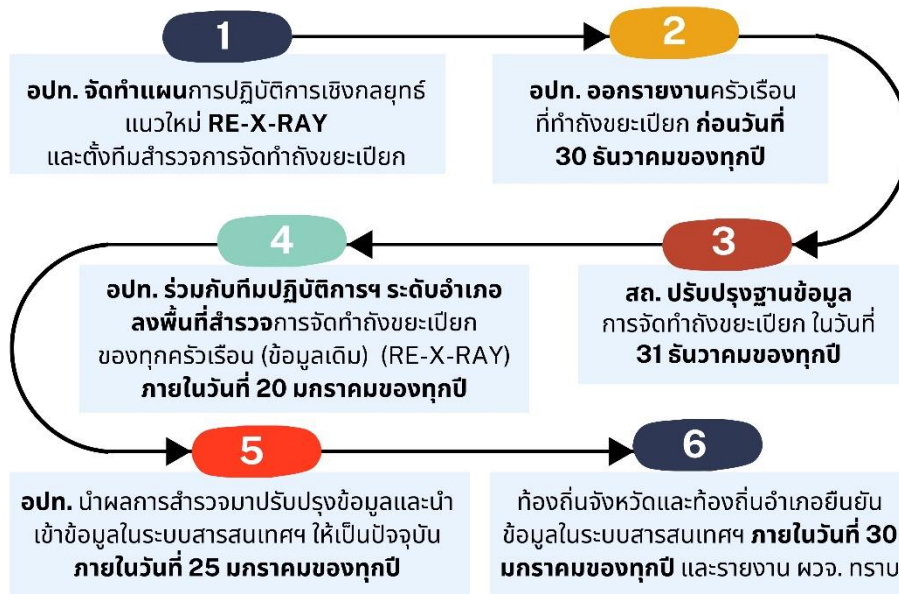 1
อปท. จัดทำแผนการปฏิบัติการเชิงกลยุทธ์
แนวใหม่ RE-X-RAY
และตั้งทีมสำรวจการจัดทำถังขยะเปียก
2
อปท. ออกรายงานครัวเรือน
ที่ทำถังขยะเปียก ก่อนวันที่
30 ธันวาคมของทุกปี
3
สถ. ปรับปรุงฐานข้อมูล
การจัดทำถังขยะเปียก ในวันที่
31 ธันวาคมของทุกปี
4
อปท. ร่วมกับทีมปฏิบัติการฯ ระดับอำเภอ
ลงพื้นที่สำรวจการจัดทำถังขยะเปียก
ของทุกครัวเรือน (ข้อมูลเดิม) (RE-X-RAY)
ภายในวันที่ 20 มกราคมของทุกปี
5
อปท. นำผลการสำรวจมาปรับปรุงข้อมูลและนำ
เข้าข้อมูลในระบบสารสนเทศฯ ให้เป็นปัจจุบัน
ภายในวันที่ 25 มกราคมของทุกปี
6
ท้องถิ่นจังหวัดและท้องถิ่นอำเภอยืนยัน
ข้อมูลในระบบสารสนเทศฯ ภายในวันที่ 30
มกราคมของทุกปี และรายงาน ผวจ. ทราบ